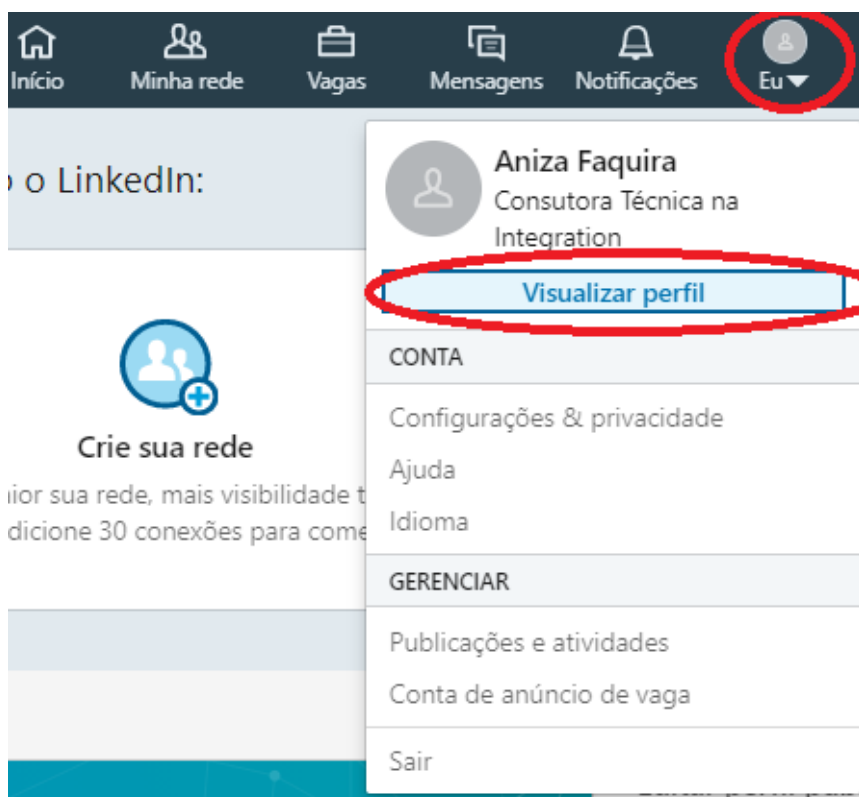 Início Minha rede Vagas Mensagens Notificações Eu
o LinkedIn:
Aniza Faquira
Consutora Técnica na
Integration
Visualizar perfil
CONTA
Configurações & privacidade
Ajuda
Idioma
GERENCIAR
Publicações e atividades
Conta de anúncio de vaga
Sair
Crie sua rede
ior sua rede, mais visibilidade t
dicione 30 conexões para come